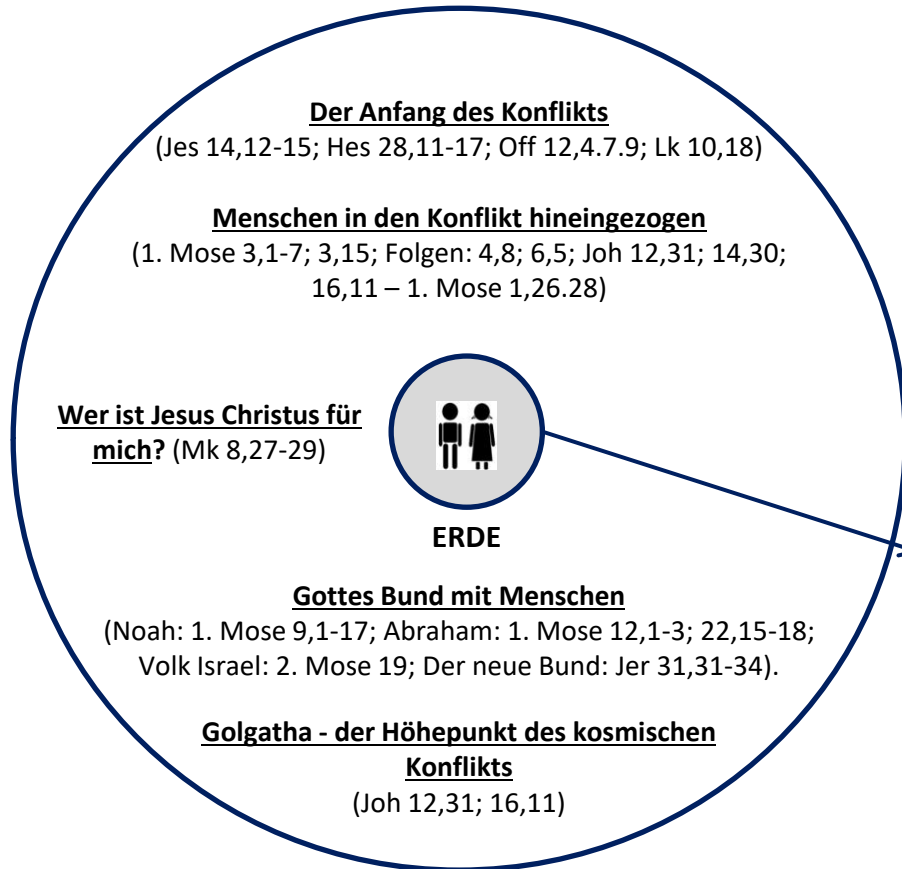 Der Anfang des Konflikts
(Jes 14,12-15; Hes 28,11-17; Off 12,4.7.9; Lk 10,18)
Menschen in den Konflikt hineingezogen
(1. Mose 3,1-7; 3,15; Folgen: 4,8; 6,5; Joh 12,31; 14,30;
16,11 – 1. Mose 1,26.28)
Wer ist Jesus Christus für
mich? (Mk 8,27-29)
ERDE
Gottes Bund mit Menschen
(Noah: 1. Mose 9,1-17; Abraham: 1. Mose 12,1-3; 22,15-18;
Volk Israel: 2. Mose 19; Der neue Bund: Jer 31,31-34).
Golgatha - der Höhepunkt des kosmischen
Konflikts
(Joh 12,31; 16,11)